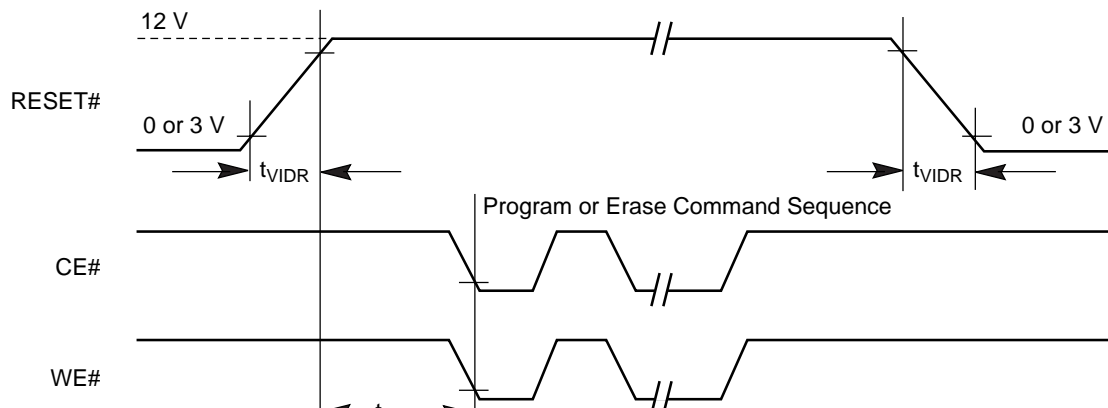 12 V
RESET#
0 or 3 V
0 or 3 V
tVIDR
tVIDR
Program or Erase Command Sequence
CE#
WE#
t